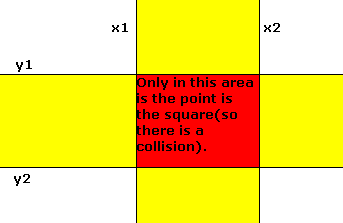 x1
x2
y1
Only in this area
is the point is
the square(so
there is a
collision).
y2